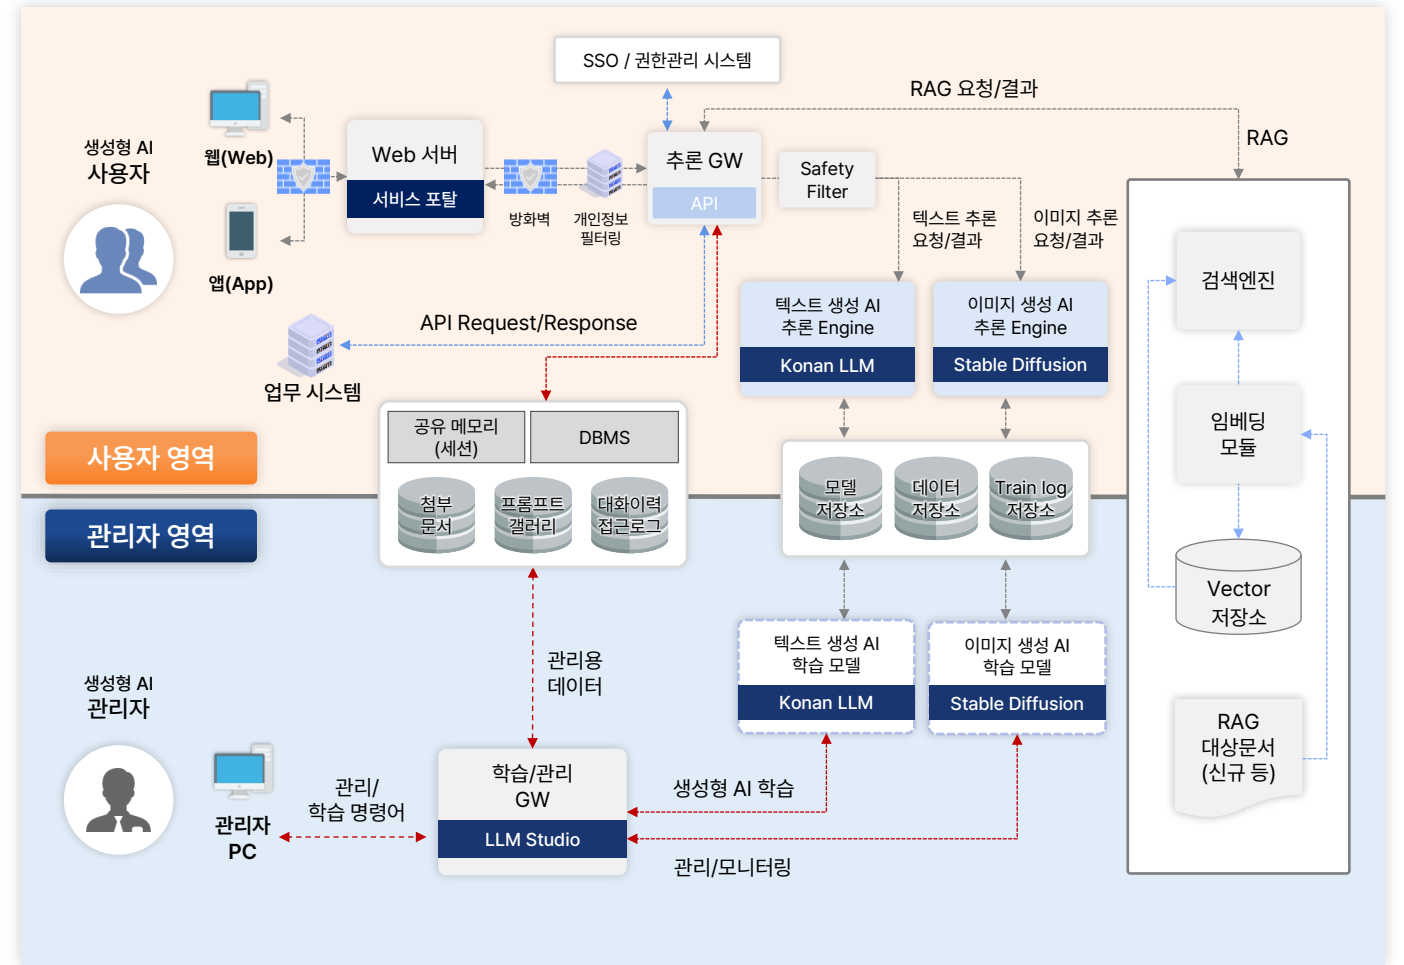 SSO / 권한관리 시스템
RAG 요청/결과
RAG
생성형 AI
사용자
웹(Web)
앱(App)
Web 서버
서비스 포탈
방화벽
개인정보
필터링
추론 GW
API
Safety
Filter
텍스트 추론
요청/결과
이미지 추론
요청/결과
API Request/Response
업무 시스템
텍스트 생성 AI
추론 Engine
Konan LLM
이미지 생성 AI
추론 Engine
Stable Diffusion
검색엔진
임베딩
모듈
Vector
저장소
RAG
대상문서
(신규 등)
공유 메모리
(세션)
DBMS
첨부
문서
프롬프트
갤러리
대화이력
접근로그
모델
저장소
데이터
저장소
Train log
저장소
사용자 영역
관리자 영역
관리용
데이터
텍스트 생성 AI
학습 모델
Konan LLM
이미지 생성 AI
학습 모델
Stable Diffusion
생성형 AI
관리자
관리자
PC
관리/
학습 명령어
학습/관리
GW
LLM Studio
생성형 AI 학습
관리/모니터링